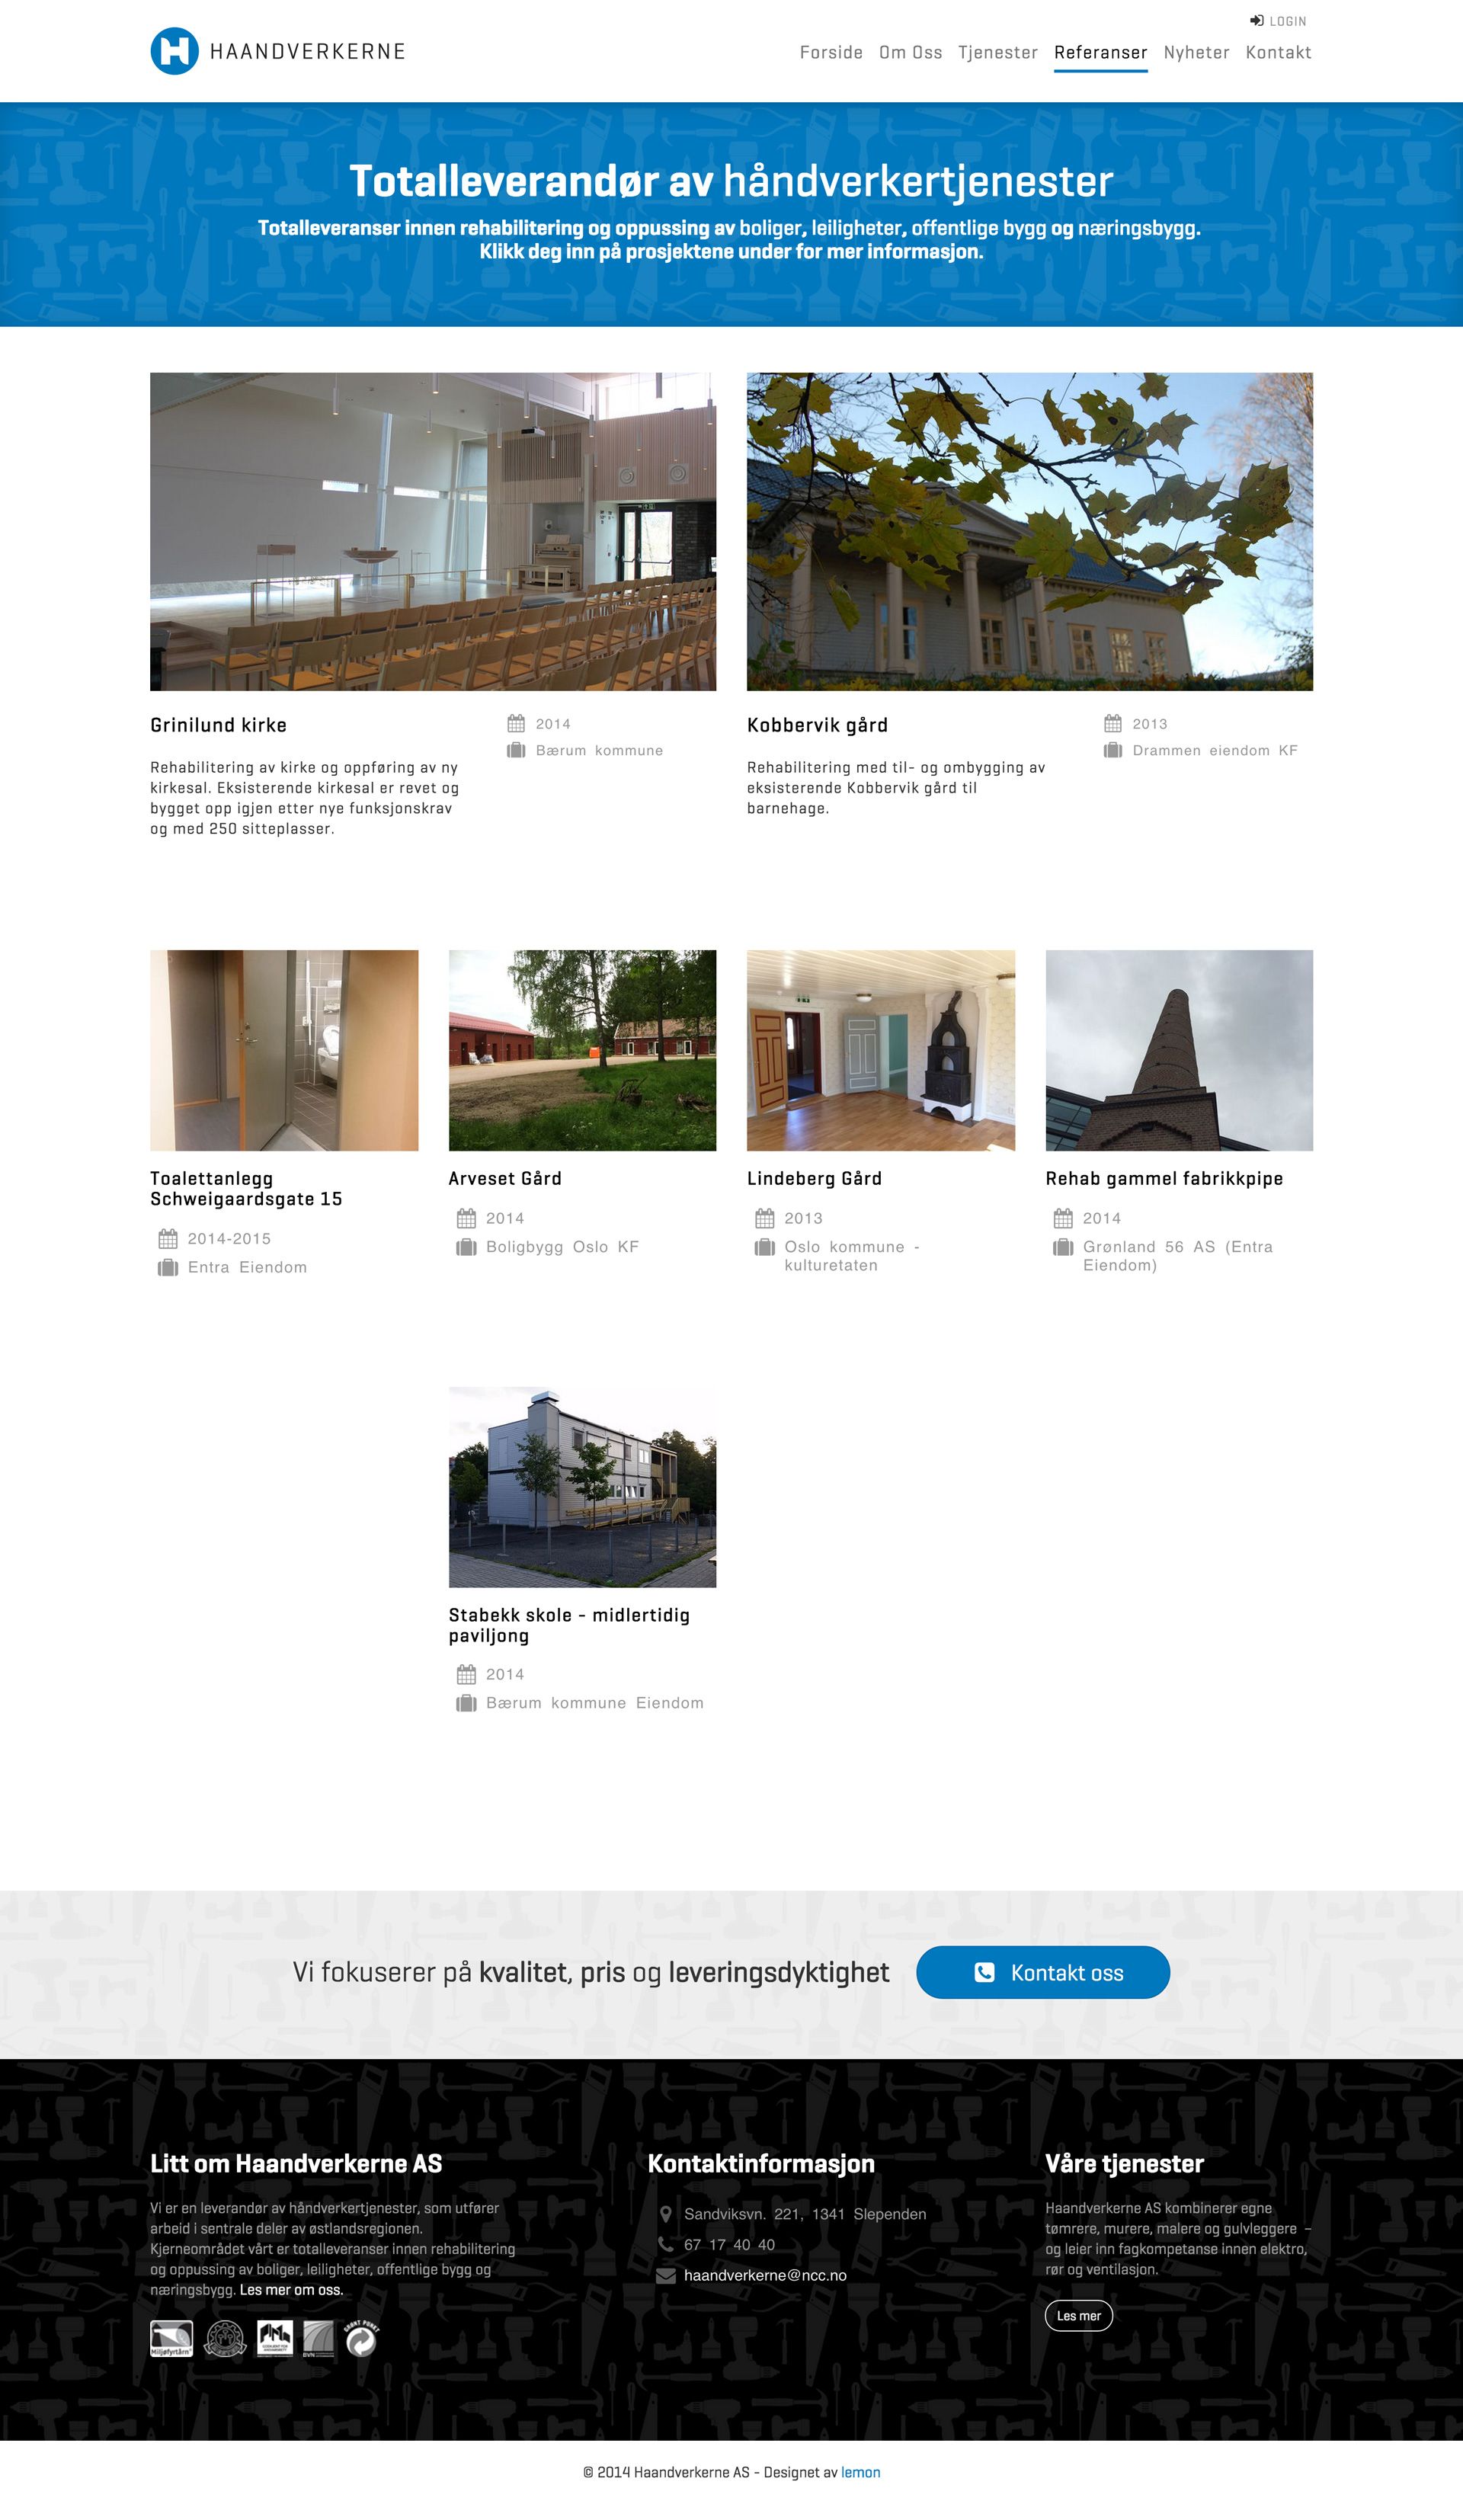 LOGIN
HAANDVERKERNE
Forside Om Oss Tjenester Referanser Nyheter Kontakt
Totalleverandør av håndverkertjenester
Totalleveranser innen rehabilitering og oppussing av boliger, leiligheter, offentlige bygg og næringsbygg.
Klikk deg inn på prosjektene under for mer informasjon.
Grinilund kirke
2014
Bærum kommune
Rehabilitering av kirke og oppføring av ny
kirkesal. Eksisterende kirkesal er revet og
bygget opp igjen etter nye funksjonskrav
og med 250 sitteplasser.
Kobbervik gård
2013
Drammen eiendom KF
Rehabilitering med til- og ombygging av
eksisterende Kobbervik gård til
barnehage.
Toalettanlegg
Schweigaardsgate 15
2014-2015
Entra Eiendom
Arveset Gård
2014
Boligbygg Oslo KF
Lindeberg Gård
2013
Oslo kommune -
kulturetaten
Rehab gammel fabrikkpipe
2014
Grønland 56 AS (Entra
Eiendom)
Stabekk skole - midlertidig
paviljong
2014
Bærum kommune Eiendom
Vi fokuserer på kvalitet, pris og leveringsdyktighet
Kontakt oss
Litt om Haandverkerne AS
Vi er en leverandør av håndverkertjenester, som utfører
arbeid i sentrale deler av østlandsregionen.
Kjerneområdet vårt er totalleveranser innen rehabilitering
og oppussing av boliger, leiligheter, offentlige bygg og
næringsbygg. Les mer om oss.
Miljøfyrtårn
BVN
GRØNT PUNKT
Kontaktinformasjon
Sandviksvn. 221, 1341 Slependen
67 17 40 40
haandverkerne@ncc.no
Våre tjenester
Haandverkerne AS kombinerer egne
tømrere, murere, malere og gulvleggere –
og leier inn fagkompetanse innen elektro,
rør og ventilasjon.
Les mer
© 2014 Haandverkerne AS - Designet av lemon